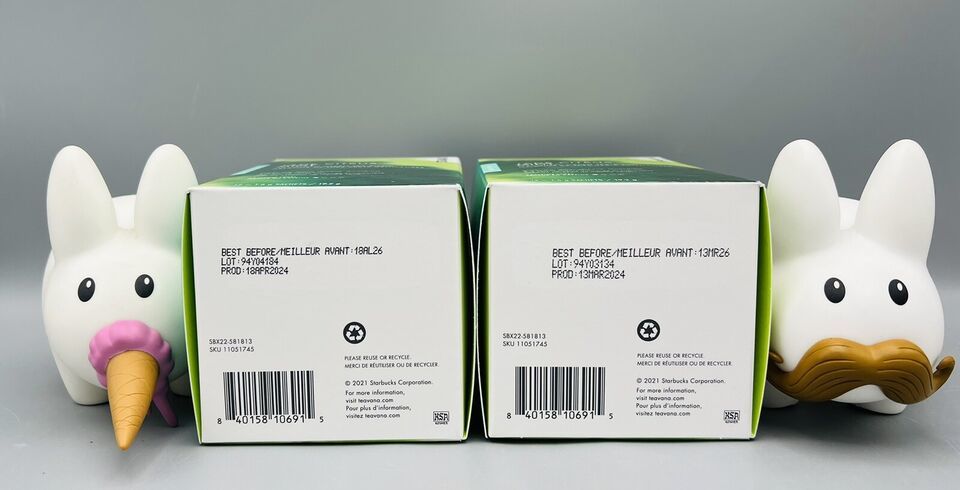 BEST BEFORE/MEILLEUR AVANT:18AL26
LOT:94Y04184
PROD:18APR2024
SBX22-581813
SKU 11051745
PLEASE REUSE OR RECYCLE.
MERCI DE RÉUTILISER OU DE RECYCLER.
© 2021 Starbucks Corporation.
For more information,
visit teavana.com
Pour plus d'information,
visitez teavana.com
8 40158 10691 5
KOSHER
BEST BEFORE/MEILLEUR AVANT:13MR26
LOT:94Y03134
PROD:13MAR2024
SBX22-581813
SKU 11051745
PLEASE REUSE OR RECYCLE.
MERCI DE RÉUTILISER OU DE RECYCLER.
© 2021 Starbucks Corporation.
For more information,
visit teavana.com
Pour plus d'information,
visitez teavana.com
8 40158 10691 5
KOSHER